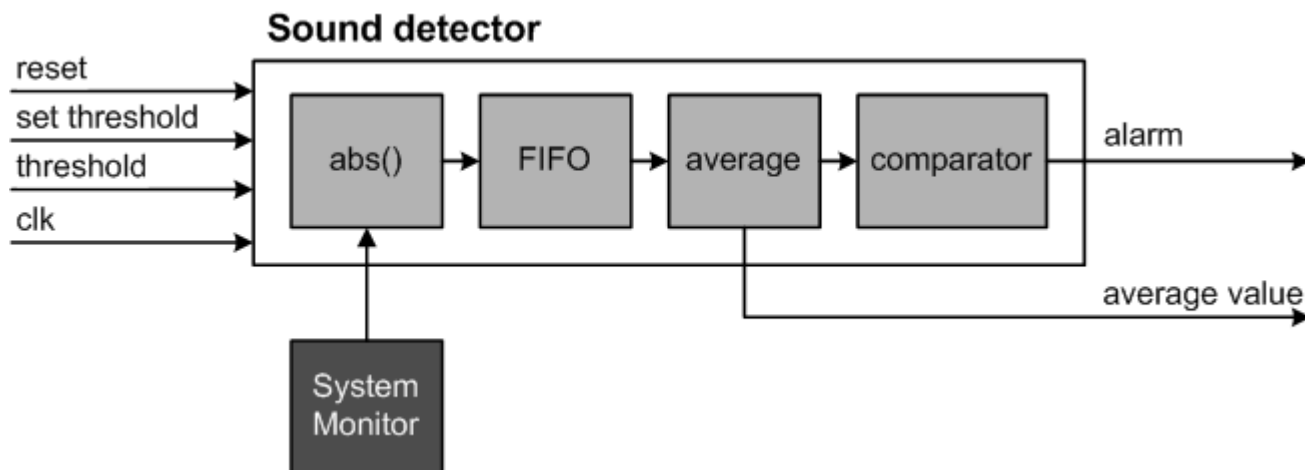 Sound detector
reset
set threshold
threshold
clk
abs()
FIFO
average
comparator
alarm
average value
System
Monitor